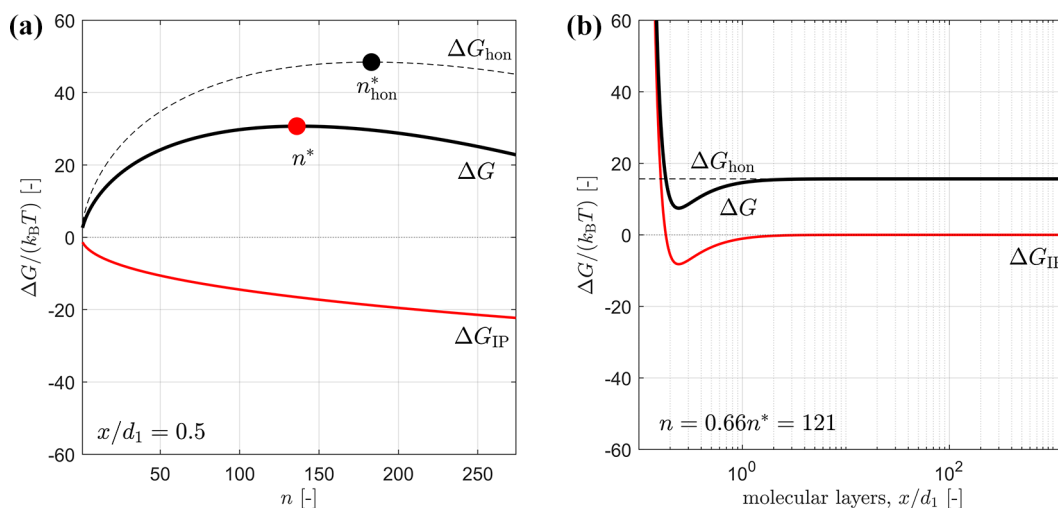 (a)
60
40
20
0
-20
-40
-60
ΔG/(k_B T) [-]
ΔG_hon
n*_hon
n*
ΔG
ΔG_IP
x/d_1 = 0.5
50
100
150
200
250
n [-]
(b)
60
40
20
0
-20
-40
-60
ΔG/(k_B T) [-]
ΔG_hon
ΔG
ΔG_IP
n = 0.66n* = 121
10^0
10^2
molecular layers, x/d_1 [-]